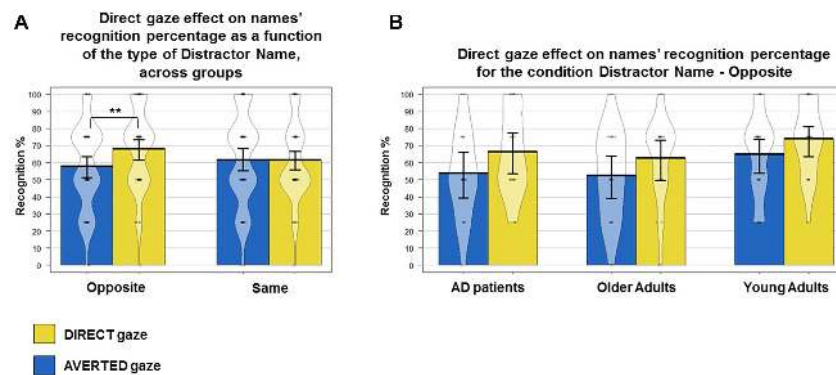 A
Direct gaze effect on names'
recognition percentage as a function
of the type of Distractor Name,
across groups
Recognition %
100
90
80
70
60
50
40
30
20
10
0
**
Opposite
Same
B
Direct gaze effect on names' recognition percentage
for the condition Distractor Name - Opposite
Recognition %
100
90
80
70
60
50
40
30
20
10
0
AD patients
Older Adults
Young Adults
DIRECT gaze
AVERTED gaze